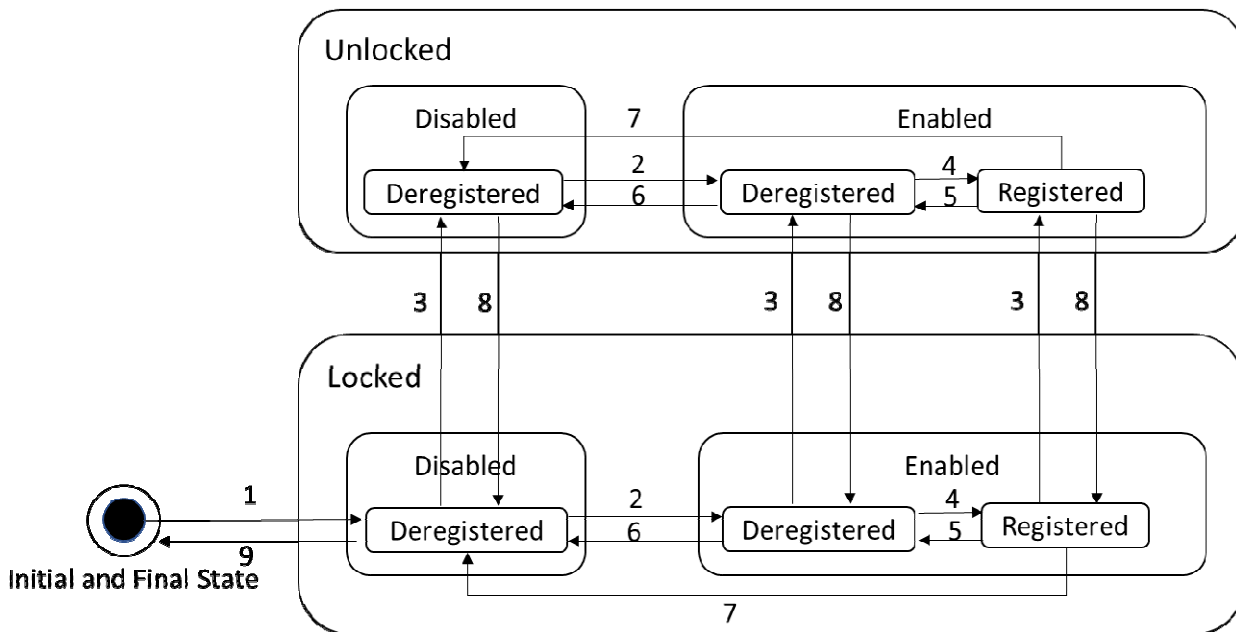 Unlocked
Disabled 7 Enabled
2 4
Deregistered Deregistered Registered
6 5
3 8 3 8 3 8
Locked
Disabled Enabled
1 2 4
Deregistered Deregistered Registered
9 6 5
Initial and Final State
7